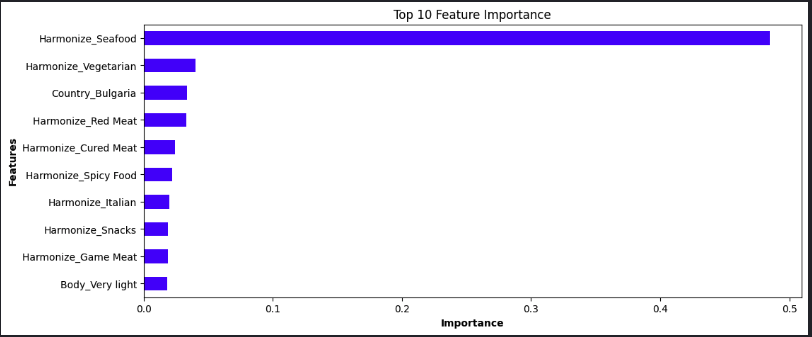 Top 10 Feature Importance
Features
Harmonize_Seafood
Harmonize_Vegetarian
Country_Bulgaria
Harmonize_Red Meat
Harmonize_Cured Meat
Harmonize_Spicy Food
Harmonize_Italian
Harmonize_Snacks
Harmonize_Game Meat
Body_Very light
0.0 0.1 0.2 0.3 0.4 0.5
Importance